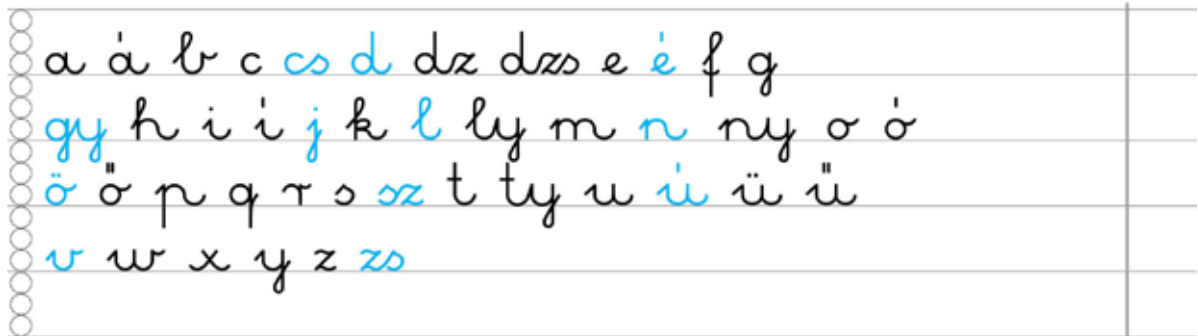 a á b c cs d dz dzs e é f g
gy h i í j k l ly m n ny o ó
ö ő p q r s sz t ty u ú ü ű
v w x y z zs